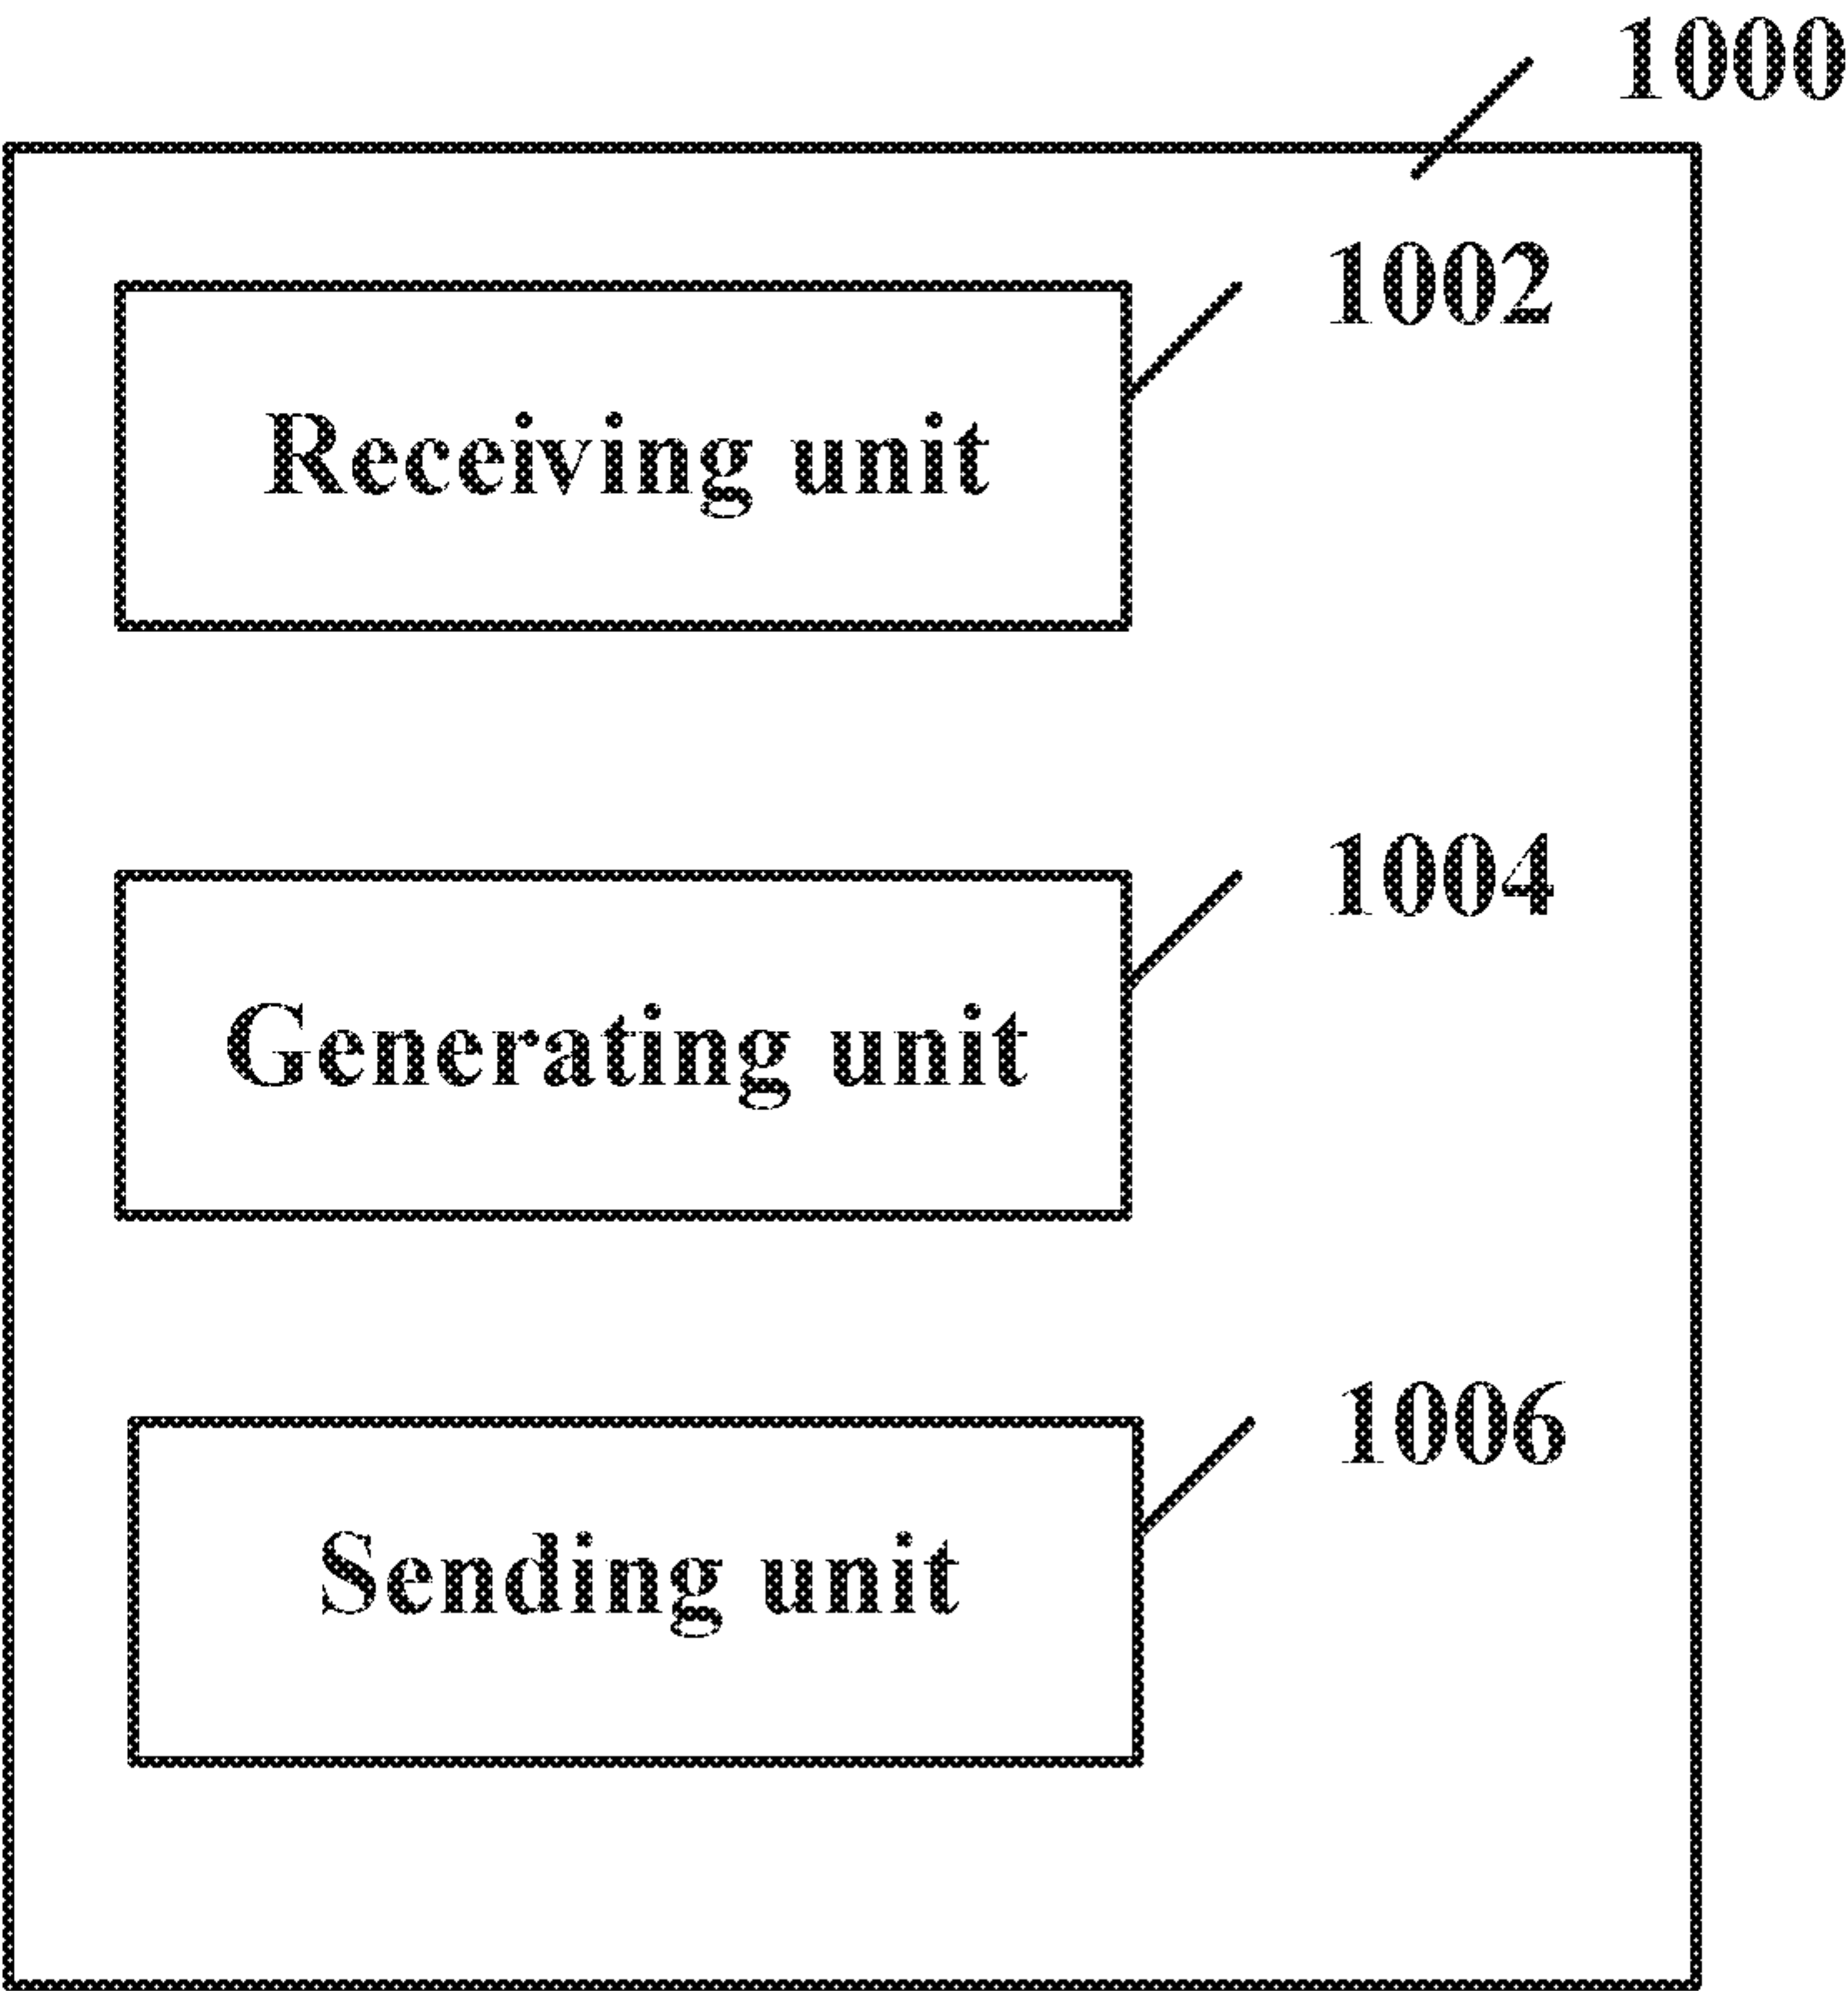 1000
1002
Receiving unit
1004
Generating unit
1006
Sending unit